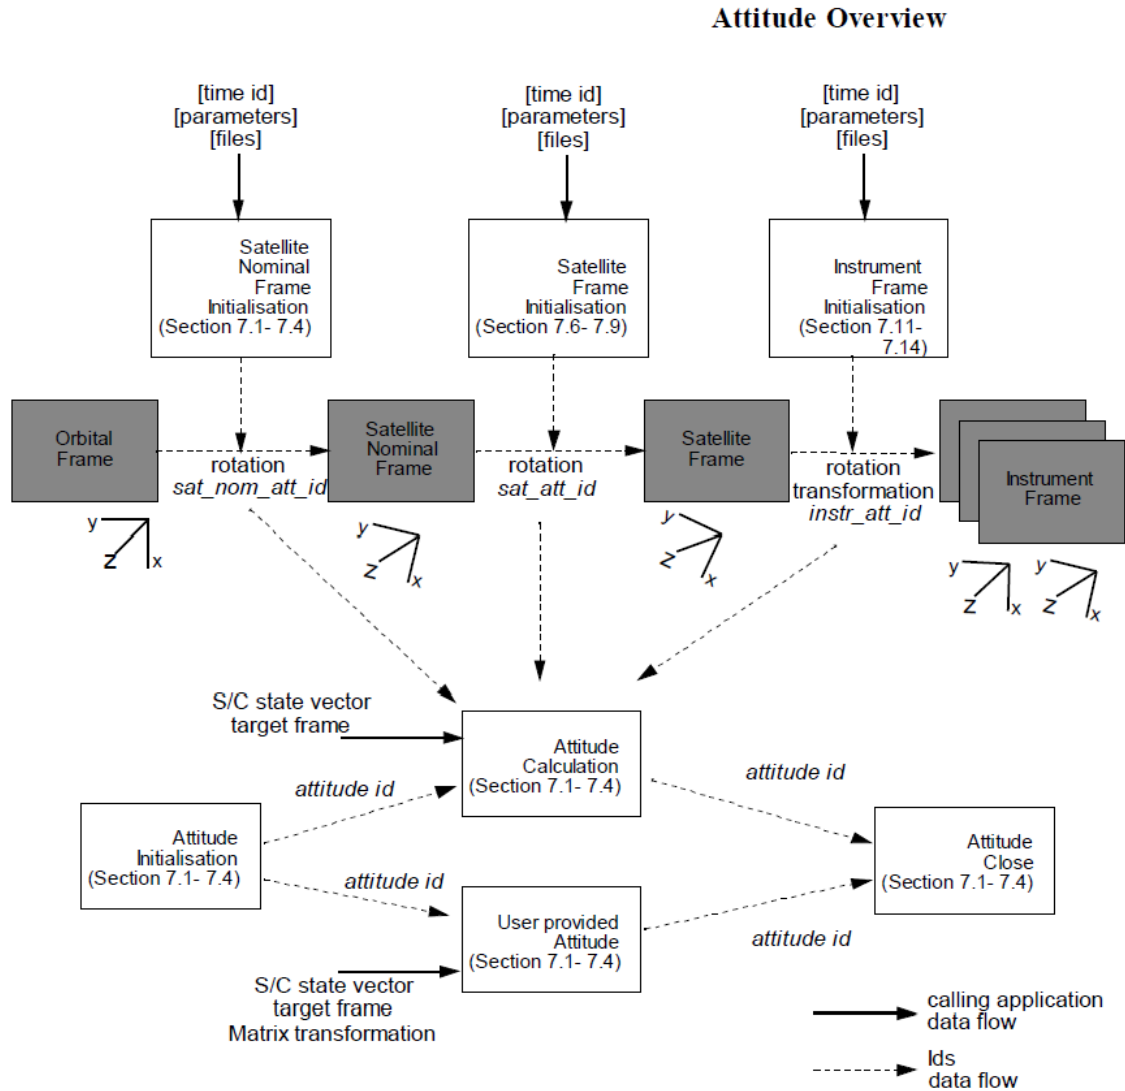 Attitude Overview
[time id]
[parameters]
[files]
[time id]
[parameters]
[files]
[time id]
[parameters]
[files]
Satellite
Nominal
Frame
Initialisation
(Section 7.1- 7.4)
Satellite
Frame
Initialisation
(Section 7.6- 7.9)
Instrument
Frame
Initialisation
(Section 7.11-
7.14)
Orbital
Frame
rotation
sat_nom_att_id
Satellite
Nominal
Frame
rotation
sat_att_id
Satellite
Frame
rotation
transformation
instr_att_id
Instrument
Frame
y
z
x
y
z
x
y
z
x
y
z
x
y
z
x
S/C state vector
target frame
Attitude
Calculation
(Section 7.1- 7.4)
attitude id
attitude id
Attitude
Initialisation
(Section 7.1- 7.4)
Attitude
Close
(Section 7.1- 7.4)
attitude id
User provided
Attitude
(Section 7.1- 7.4)
attitude id
S/C state vector
target frame
Matrix transformation
calling application
data flow
Ids
data flow